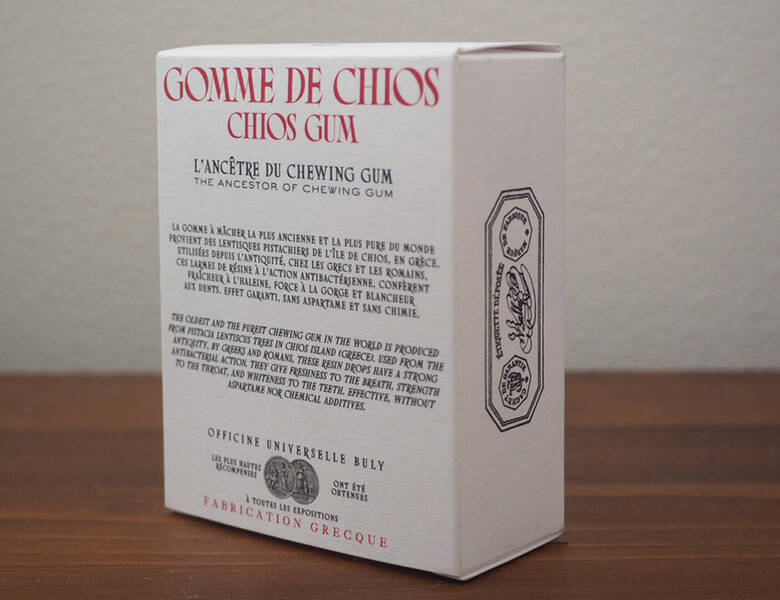 GOMME DE CHIOS
CHIOS GUM
L'ANCÊTRE DU CHEWING GUM
THE ANCESTOR OF CHEWING GUM
LA GOMME À MÂCHER LA PLUS ANCIENNE ET LA PLUS PURE DU MONDE
PROVIENT DES LENTISQUES PISTACHIERS DE L'ÎLE DE CHIOS, EN GRÈCE.
UTILISÉES DEPUIS L'ANTIQUITÉ, CHEZ LES GRECS ET LES ROMAINS,
CES LARMES DE RÉSINE À L'ACTION ANTIBACTÉRIENNE, CONFÈRENT
FRAÎCHEUR À L'HALEINE, FORCE À LA GORGE ET BLANCHEUR
AUX DENTS. EFFET GARANTI, SANS ASPARTAME ET SANS CHIMIE.
THE OLDEST AND THE PUREST CHEWING GUM IN THE WORLD IS PRODUCED
FROM PISTACIA LENTISCUS TREES IN CHIOS ISLAND (GREECE). USED FROM THE
ANTIQUITY, BY GREEKS AND ROMANS, THESE RESIN DROPS HAVE A STRONG
ANTIBACTERIAL ACTION. THEY GIVE FRESHNESS TO THE BREATH, STRENGTH
TO THE THROAT, AND WHITENESS TO THE TEETH. EFFECTIVE, WITHOUT
ASPARTAME NOR CHEMICAL ADDITIVES.
OFFICINE UNIVERSELLE BULY
LES PLUS HAUTES
RÉCOMPENSES
ONT ÉTÉ
OBTENUES
À TOUTES LES EXPOSITIONS
FABRICATION GRECQUE
MARQUE DE FABRIQUE
ÉTIQUETTE DÉPOSÉE
CACHET DE GARANTIE